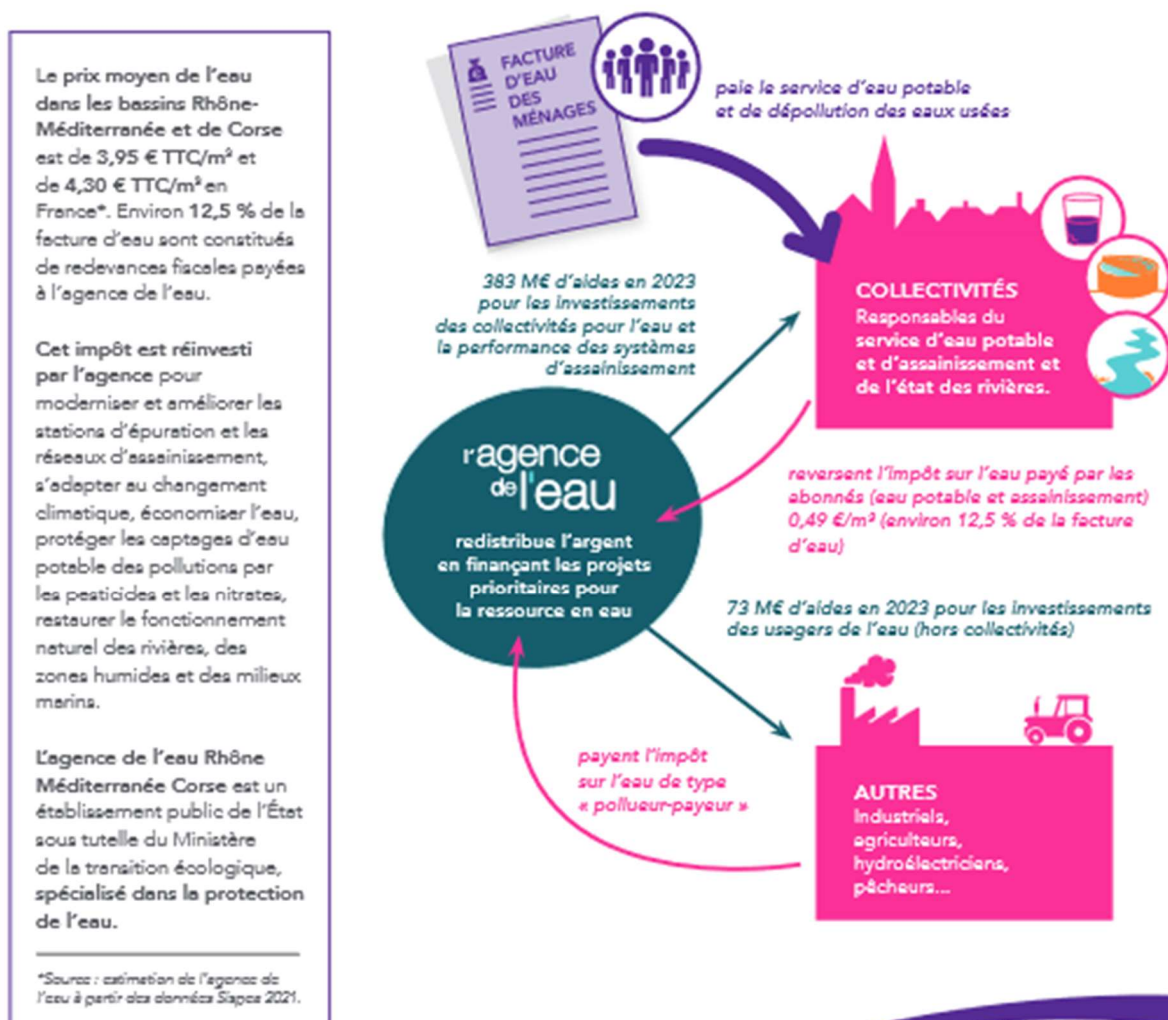 Le prix moyen de l'eau
dans les bassins Rhône-
Méditerranée et de Corse
est de 3,95 € TTC/m³ et
de 4,30 € TTC/m³ en
France*. Environ 12,5 % de la
facture d'eau sont constitués
de redevances fiscales payées
à l'agence de l'eau.
Cet impôt est réinvesti
par l'agence pour
moderniser et améliorer les
stations d'épuration et les
réseaux d'assainissement,
s'adapter au changement
climatique, économiser l'eau,
protéger les captages d'eau
potable des pollutions par
les pesticides et les nitrates,
restaurer le fonctionnement
naturel des rivières, des
zones humides et des milieux
marins.
L'agence de l'eau Rhône
Méditerranée Corse est un
établissement public de l'État
sous tutelle du Ministère
de la transition écologique,
spécialisé dans la protection
de l'eau.
*Source : estimation de l'agence de
l'eau à partir des données Sispea 2021.
FACTURE
D'EAU
DES
MÉNAGES
paie le service d'eau potable
et de dépollution des eaux usées
383 M€ d'aides en 2023
pour les investissements
des collectivités pour l'eau et
la performance des systèmes
d'assainissement
COLLECTIVITÉS
Responsables du
service d'eau potable
et d'assainissement et
de l'état des rivières.
l'agence
de l'eau
redistribue l'argent
en finançant les projets
prioritaires pour
la ressource en eau
reversent l'impôt sur l'eau payé par les
abonnés (eau potable et assainissement)
0,49 €/m³ (environ 12,5 % de la facture
d'eau)
73 M€ d'aides en 2023 pour les investissements
des usagers de l'eau (hors collectivités)
payent l'impôt
sur l'eau de type
« pollueur-payeur »
AUTRES
Industriels,
agriculteurs,
hydroélectriciens,
pêcheurs...